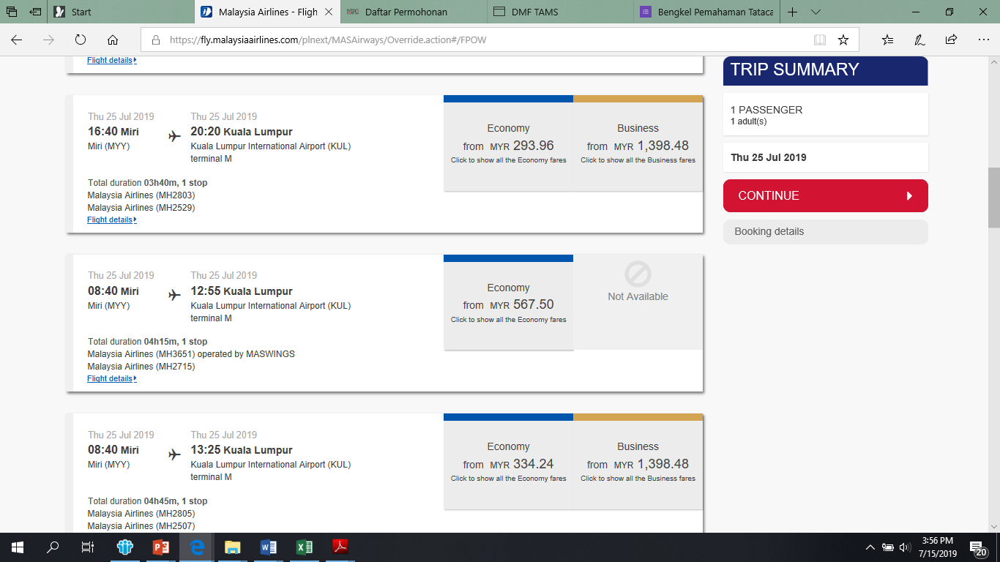 Start
Malaysia Airlines - Fligh
MPC
Daftar Permohonan
DMF TAMS
Bengkel Pemahaman Tataca
https://fly.malaysiaairlines.com/plnext/MASAirways/Override.action#/FPOW
Flight details
Thu 25 Jul 2019 Thu 25 Jul 2019
16:40 Miri 20:20 Kuala Lumpur
Miri (MYY) Kuala Lumpur International Airport (KUL)
terminal M
Total duration 03h40m, 1 stop
Malaysia Airlines (MH2803)
Malaysia Airlines (MH2529)
Flight details
Economy
from MYR 293.96
Click to show all the Economy fares
Business
from MYR 1,398.48
Click to show all the Business fares
Thu 25 Jul 2019 Thu 25 Jul 2019
08:40 Miri 12:55 Kuala Lumpur
Miri (MYY) Kuala Lumpur International Airport (KUL)
terminal M
Total duration 04h15m, 1 stop
Malaysia Airlines (MH3651) operated by MASWINGS
Malaysia Airlines (MH2715)
Flight details
Economy
from MYR 567.50
Click to show all the Economy fares
Not Available
Thu 25 Jul 2019 Thu 25 Jul 2019
08:40 Miri 13:25 Kuala Lumpur
Miri (MYY) Kuala Lumpur International Airport (KUL)
terminal M
Total duration 04h45m, 1 stop
Malaysia Airlines (MH2805)
Malaysia Airlines (MH2507)
Economy
from MYR 334.24
Click to show all the Economy fares
Business
from MYR 1,398.48
Click to show all the Business fares
TRIP SUMMARY
1 PASSENGER
1 adult(s)
Thu 25 Jul 2019
CONTINUE
Booking details
3:56 PM
7/15/2019
20